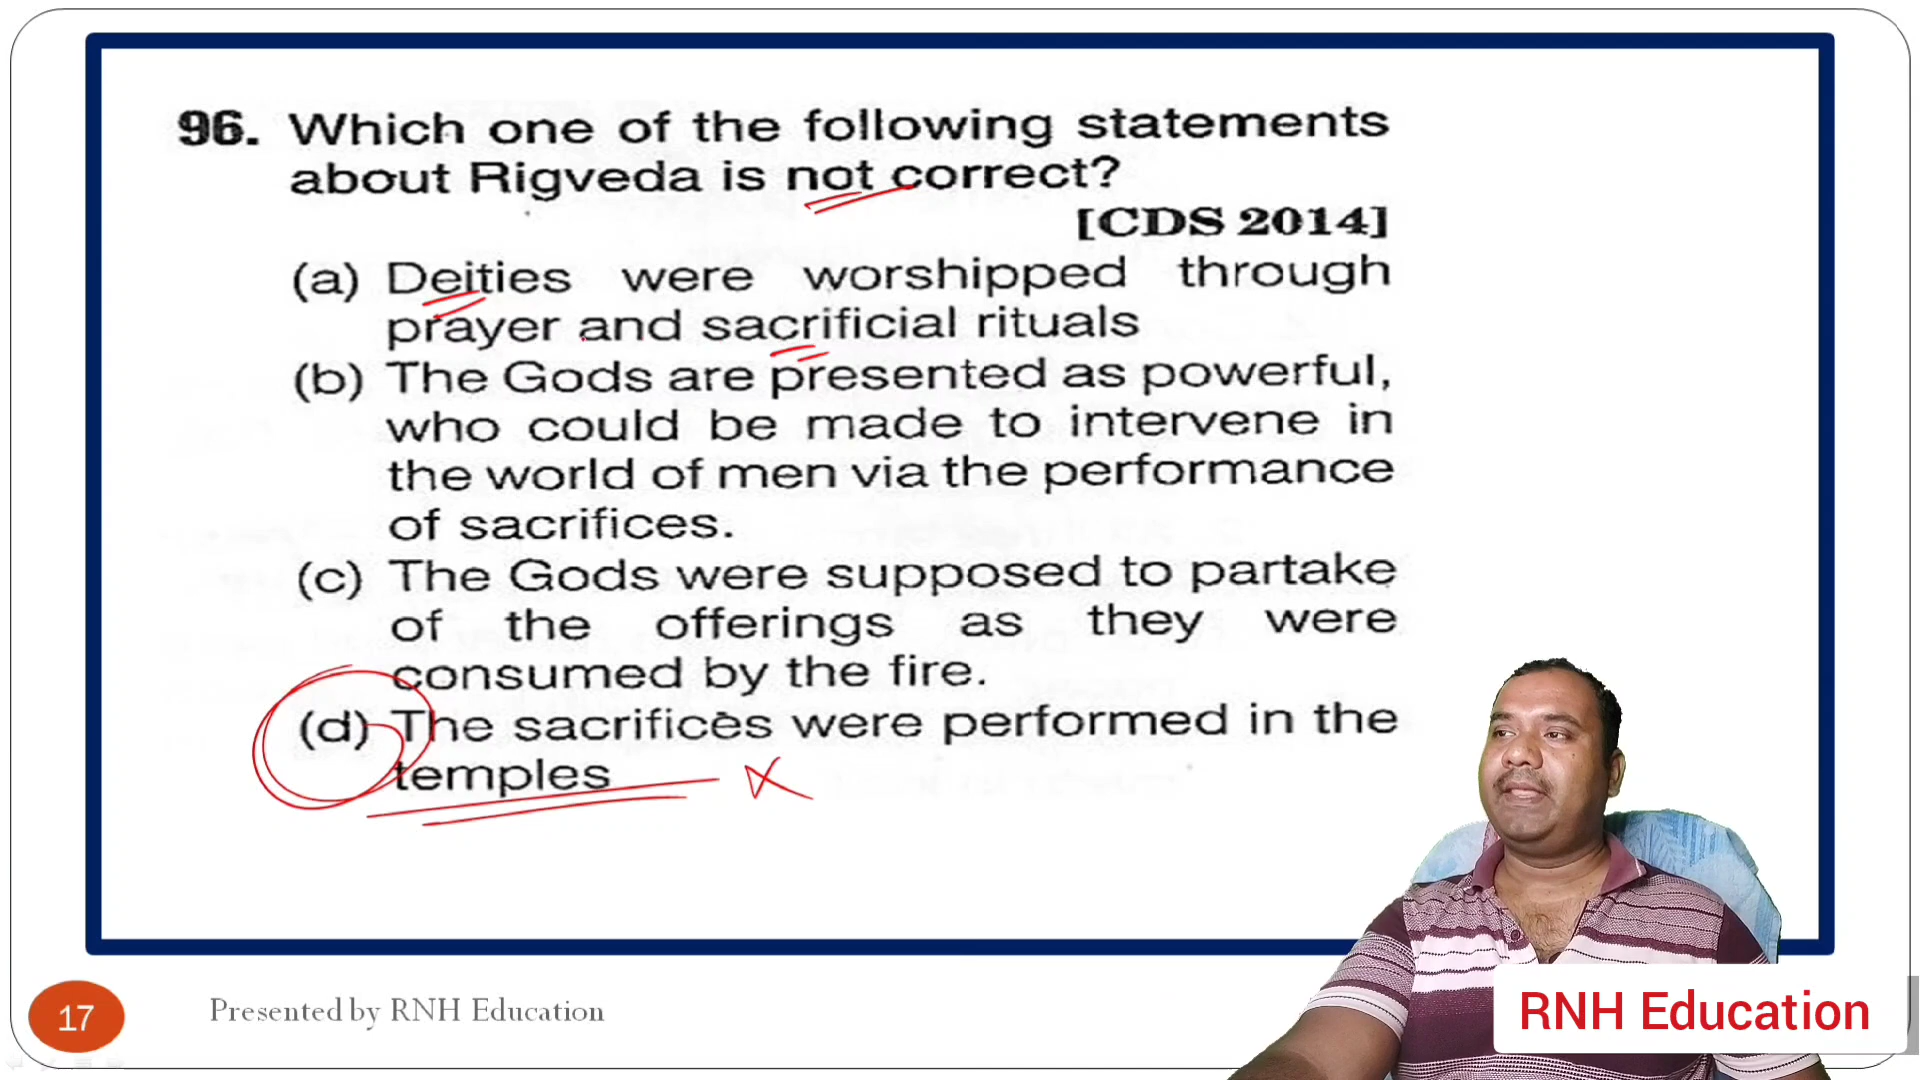 96. Which one of the following statements
about Rigveda is not correct?
[CDS 2014]
(a) Deities were worshipped through
prayer and sacrificial rituals
(b) The Gods are presented as powerful,
who could be made to intervene in
the world of men via the performance
of sacrifices.
(c) The Gods were supposed to partake
of the offerings as they were
consumed by the fire.
(d) The sacrifices were performed in the
temples
17
Presented by RNH Education
RNH Education